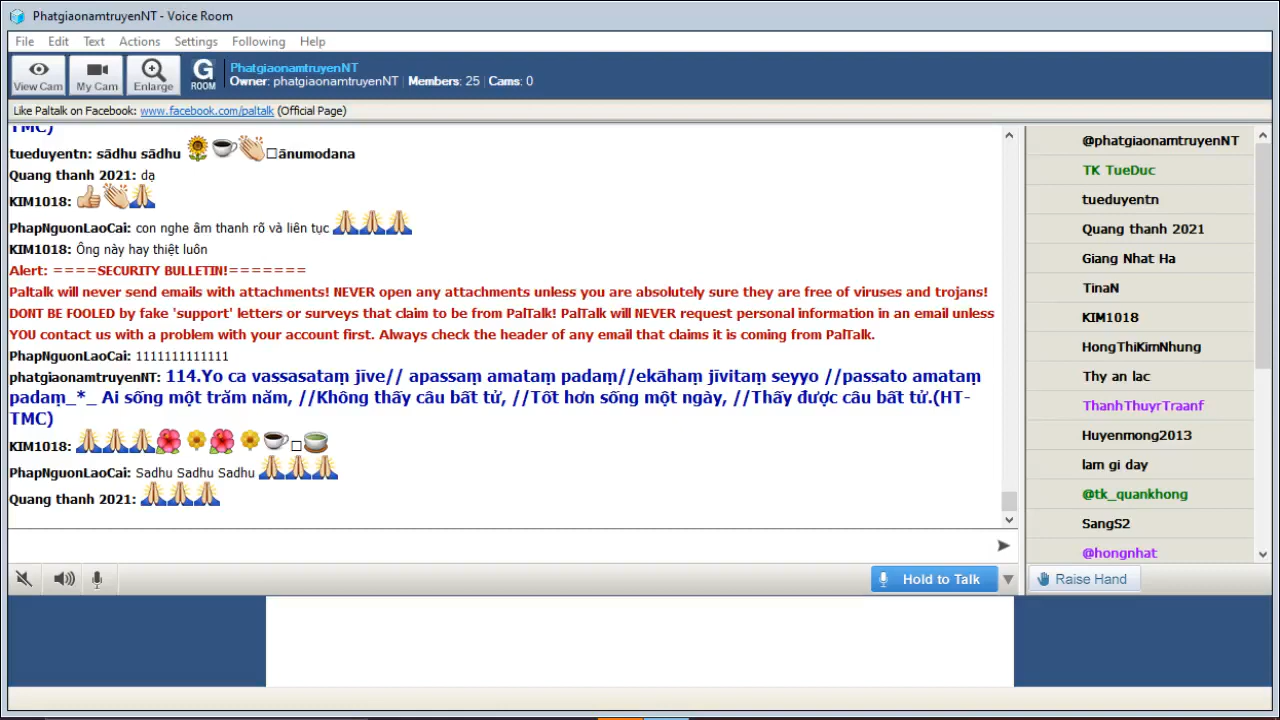 PhatgiaonamtruyenNT - Voice Room
File Edit Text Actions Settings Following Help
View Cam My Cam Enlarge G ROOM
PhatgiaonamtruyenNT
Owner: phatgiaonamtruyenNT | Members: 25 | Cams: 0
Like Paltalk on Facebook: www.facebook.com/paltalk (Official Page)
TMC)
tueduyentn: sādhu sādhu ānumodana
Quang thanh 2021: dạ
KIM1018:
PhapNguonLaoCai: con nghe âm thanh rõ và liên tục
KIM1018: Ông này hay thiệt luôn
Alert: ====SECURITY BULLETIN!=======
Paltalk will never send emails with attachments! NEVER open any attachments unless you are absolutely sure they are free of viruses and trojans!
DONT BE FOOLED by fake 'support' letters or surveys that claim to be from PalTalk! PalTalk will NEVER request personal information in an email unless
YOU contact us with a problem with your account first. Always check the header of any email that claims it is coming from PalTalk.
PhapNguonLaoCai: 1111111111111
phatgiaonamtruyenNT: 114.Yo ca vassasataṃ jīve// apassaṃ amataṃ padaṃ//ekāhaṃ jīvitaṃ seyyo //passato amataṃ
padaṃ_*_ Ai sống một trăm năm, //Không thấy câu bất tử, //Tốt hơn sống một ngày, //Thấy được câu bất tử.(HT-
TMC)
KIM1018:
PhapNguonLaoCai: Sadhu Sadhu Sadhu
Quang thanh 2021:
Hold to Talk
@phatgiaonamtruyenNT
TK TueDuc
tueduyentn
Quang thanh 2021
Giang Nhat Ha
TinaN
KIM1018
HongThiKimNhung
Thy an lac
ThanhThuyrTraanf
Huyenmong2013
lam gi day
@tk_quankhong
SangS2
@hongnhat
Raise Hand